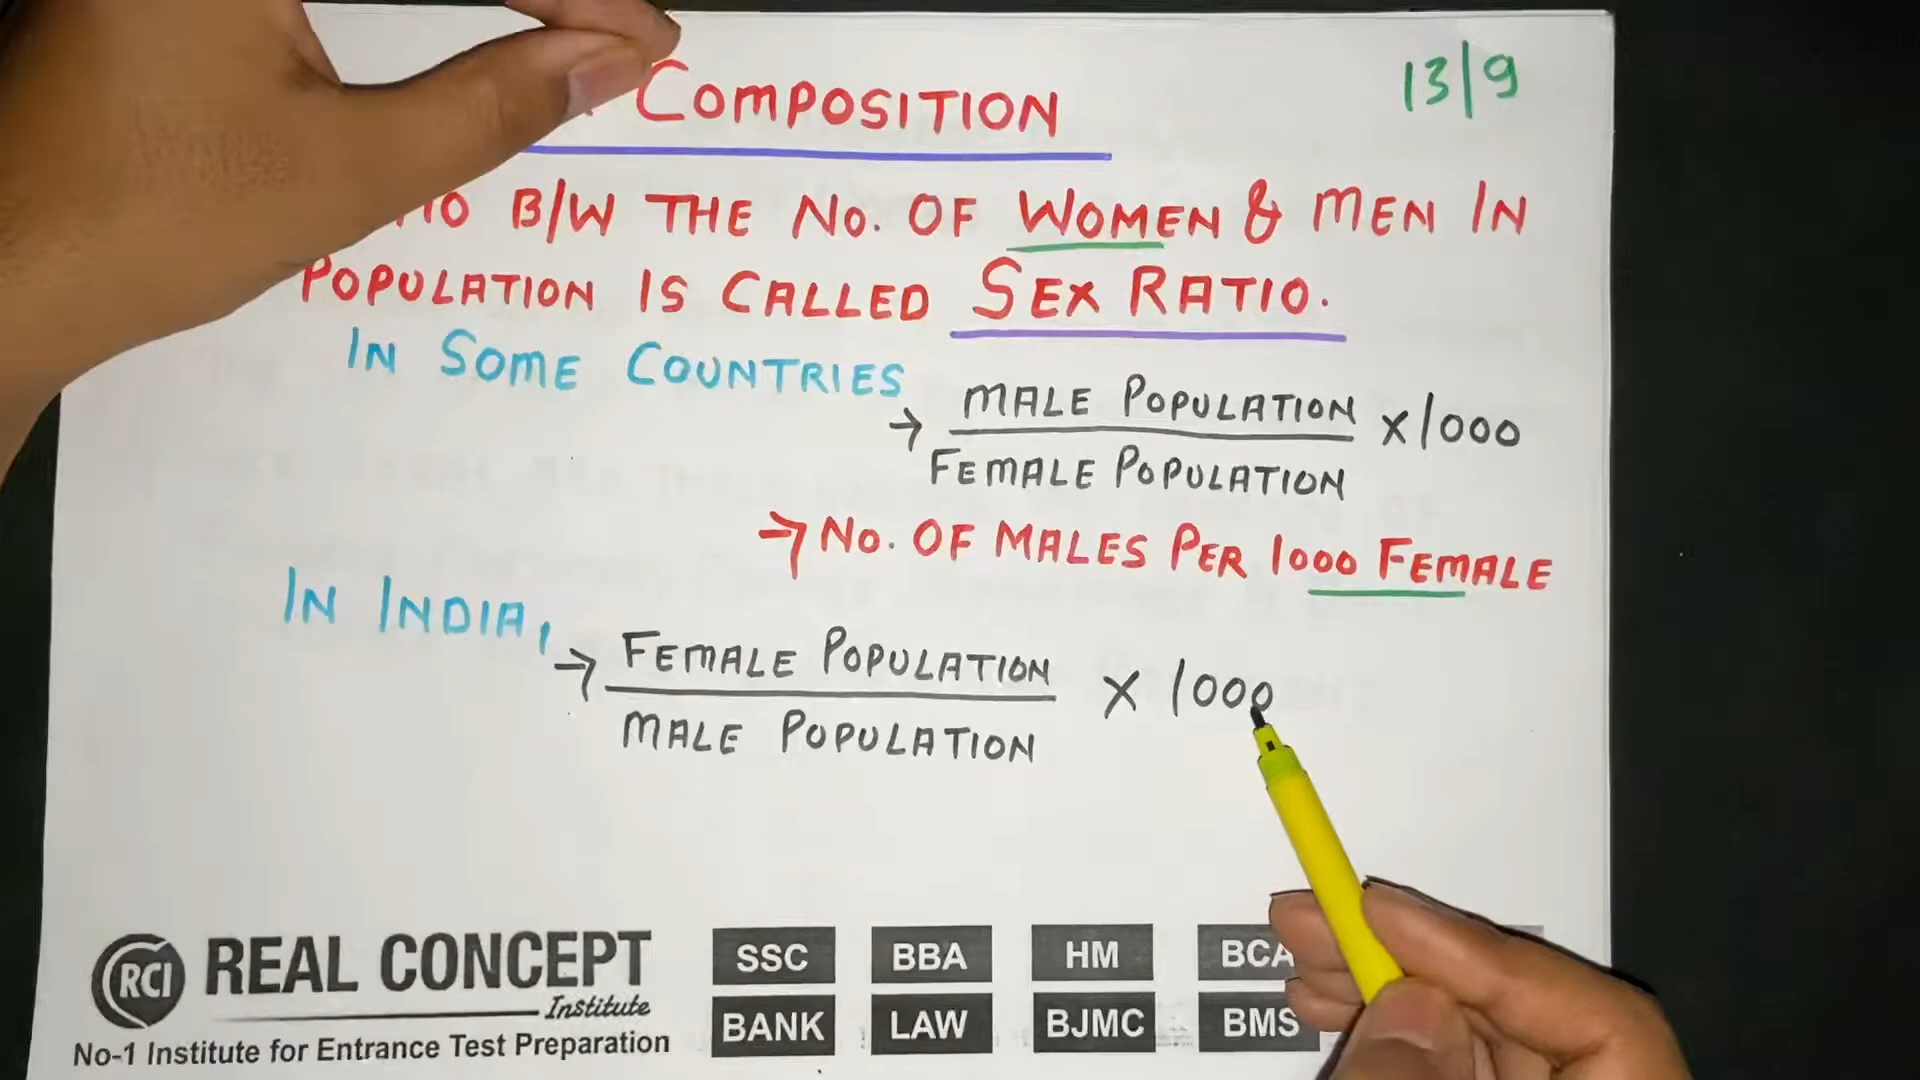 COMPOSITION
13/9
B/W THE NO. OF WOMEN & MEN IN
POPULATION IS CALLED SEX RATIO.
IN SOME COUNTRIES
→ MALE POPULATION × 1000
FEMALE POPULATION
→ NO. OF MALES PER 1000 FEMALE
IN INDIA,
→ FEMALE POPULATION × 1000
MALE POPULATION
RCI REAL CONCEPT
Institute
No-1 Institute for Entrance Test Preparation
SSC BBA HM BCA
BANK LAW BJMC BMS